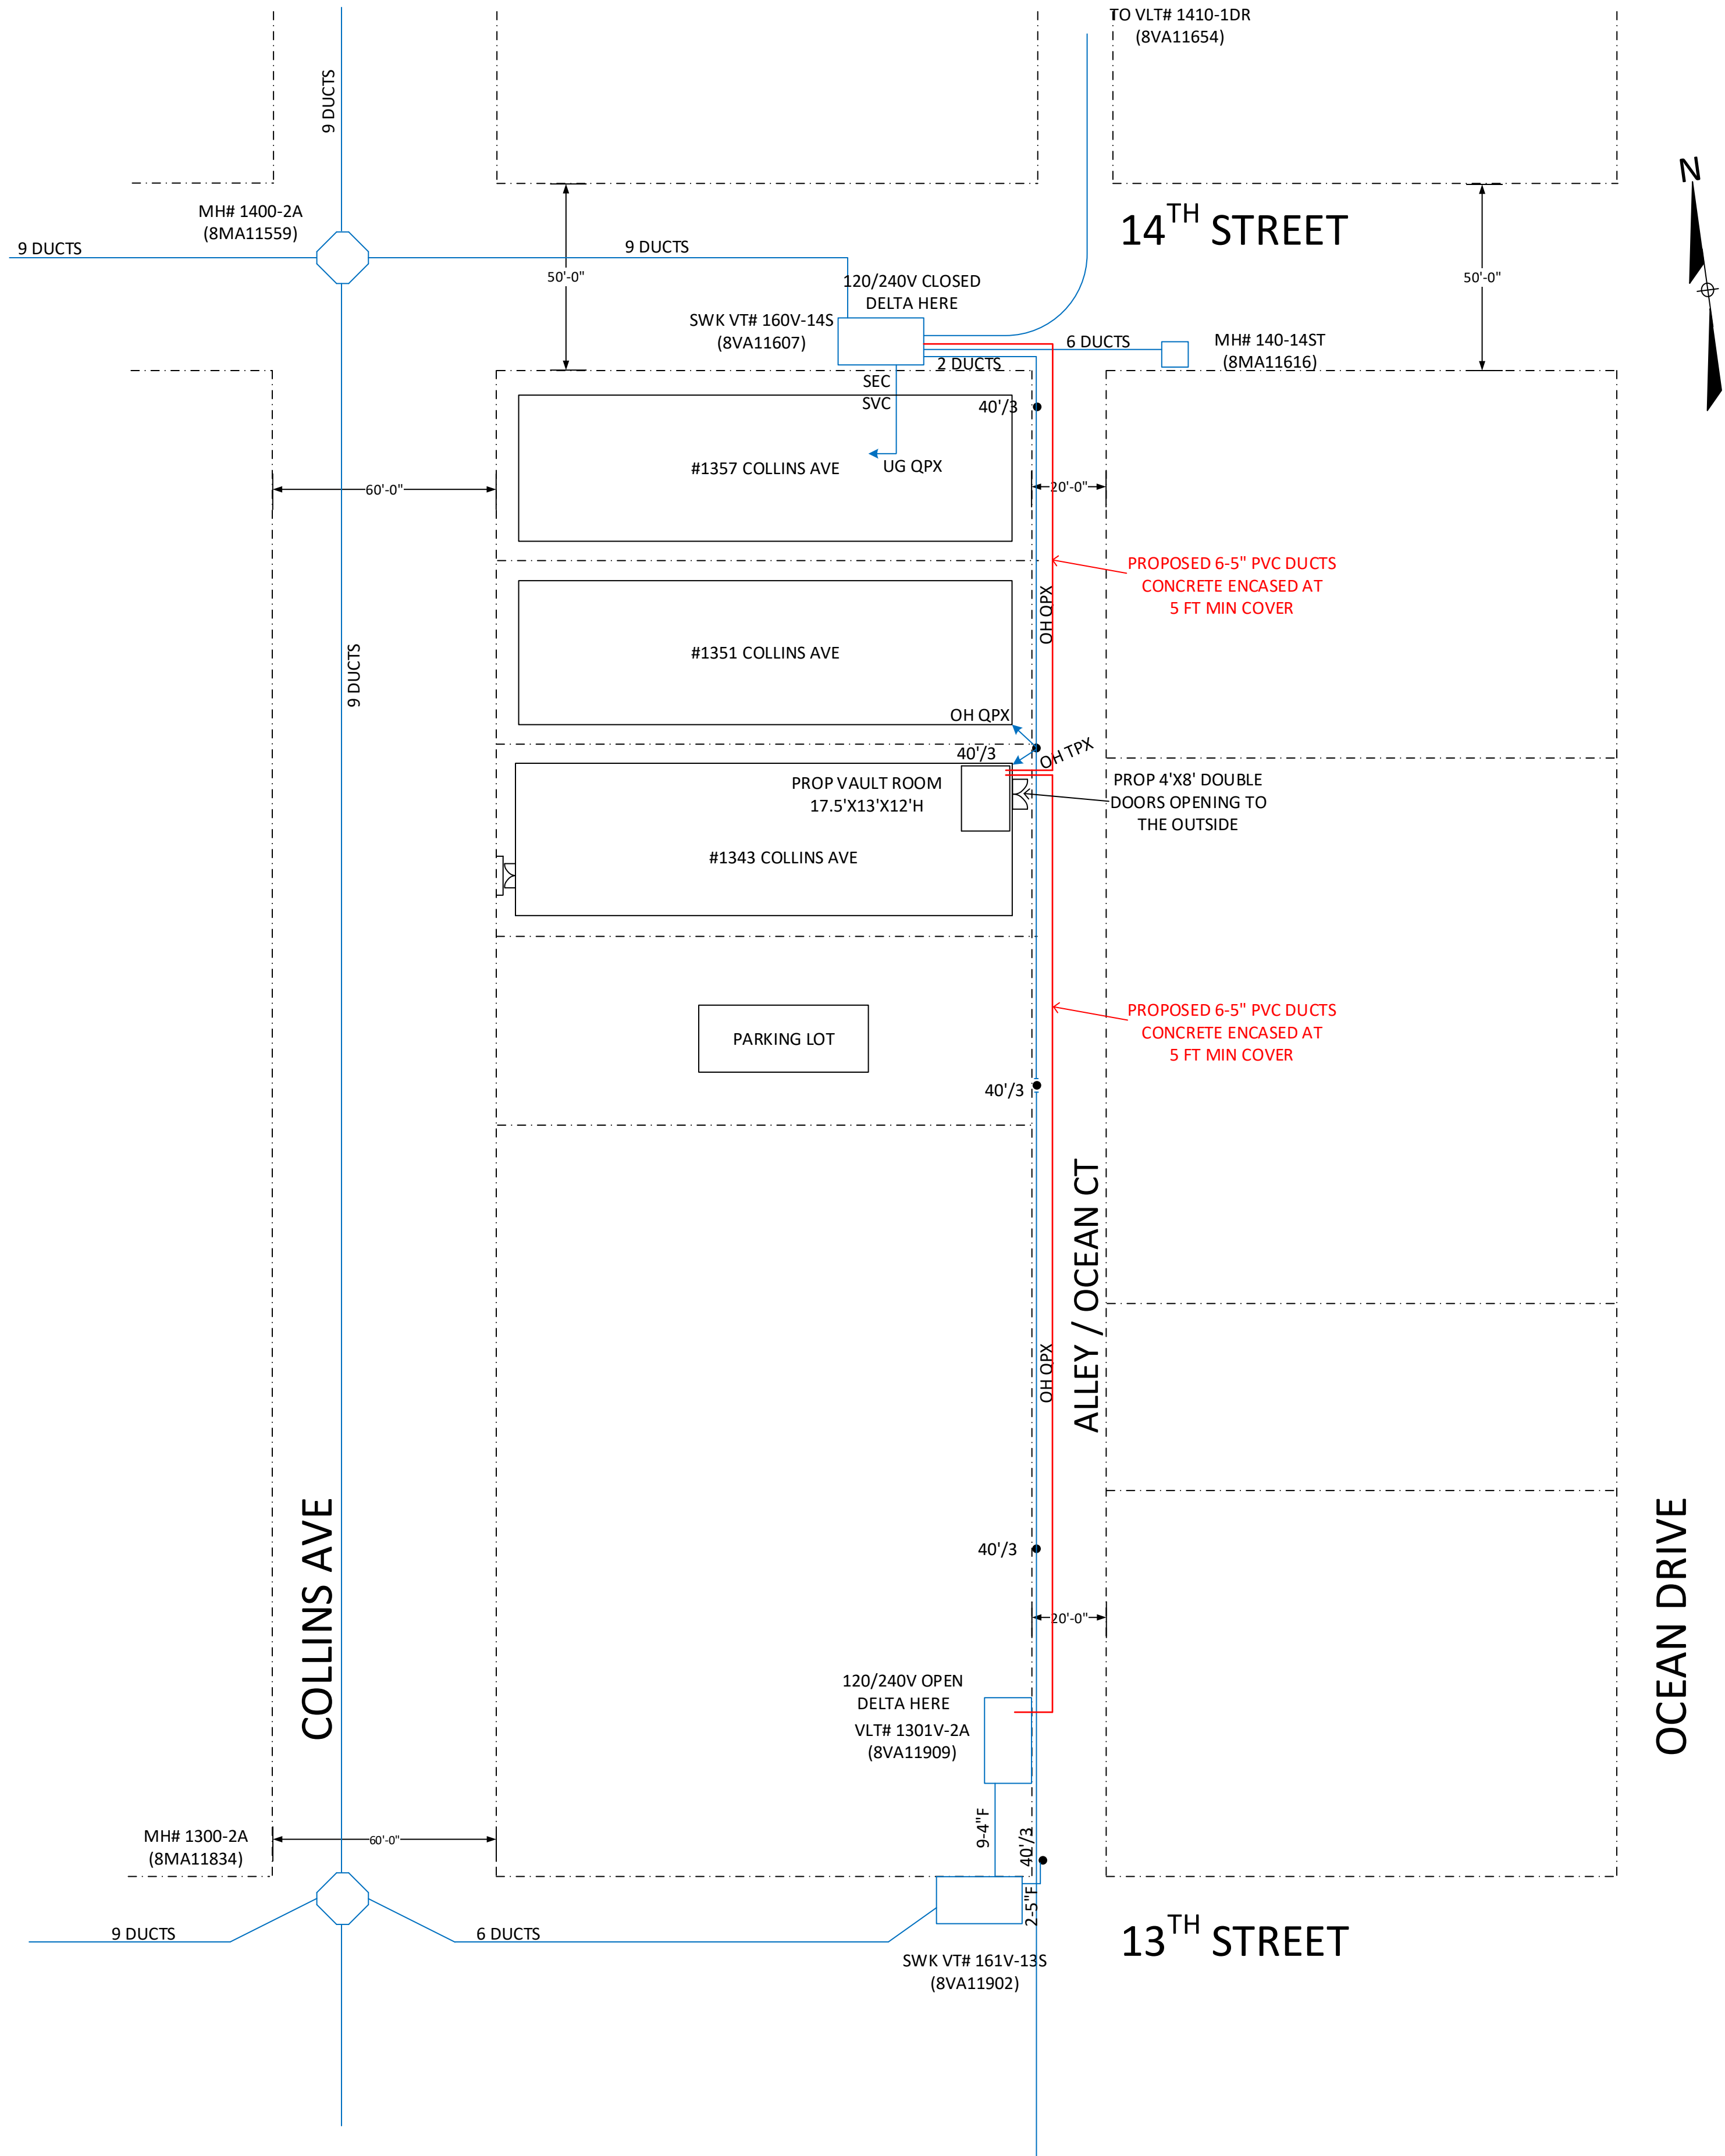 TO VLT# 1410-1DR
(8VA11654)
9 DUCTS
N
MH# 1400-2A
(8MA11559)
14TH STREET
9 DUCTS
9 DUCTS
50'-0"
50'-0"
120/240V CLOSED
DELTA HERE
SWK VT# 160V-14S
(8VA11607)
6 DUCTS
MH# 140-14ST
(8MA11616)
2 DUCTS
SEC
SVC
40'/3
#1357 COLLINS AVE
UG QPX
60'-0"
20'-0"
PROPOSED 6-5" PVC DUCTS
CONCRETE ENCASED AT
5 FT MIN COVER
OH QPX
#1351 COLLINS AVE
9 DUCTS
OH QPX
40'/3
OH TPX
PROP VAULT ROOM
17.5'X13'X12'H
PROP 4'X8' DOUBLE
DOORS OPENING TO
THE OUTSIDE
#1343 COLLINS AVE
PROPOSED 6-5" PVC DUCTS
CONCRETE ENCASED AT
5 FT MIN COVER
PARKING LOT
40'/3
ALLEY / OCEAN CT
OH QPX
COLLINS AVE
OCEAN DRIVE
40'/3
20'-0"
120/240V OPEN
DELTA HERE
VLT# 1301V-2A
(8VA11909)
9-4"F
40'/3
MH# 1300-2A
(8MA11834)
60'-0"
2-5"F
9 DUCTS
6 DUCTS
13TH STREET
SWK VT# 161V-13S
(8VA11902)